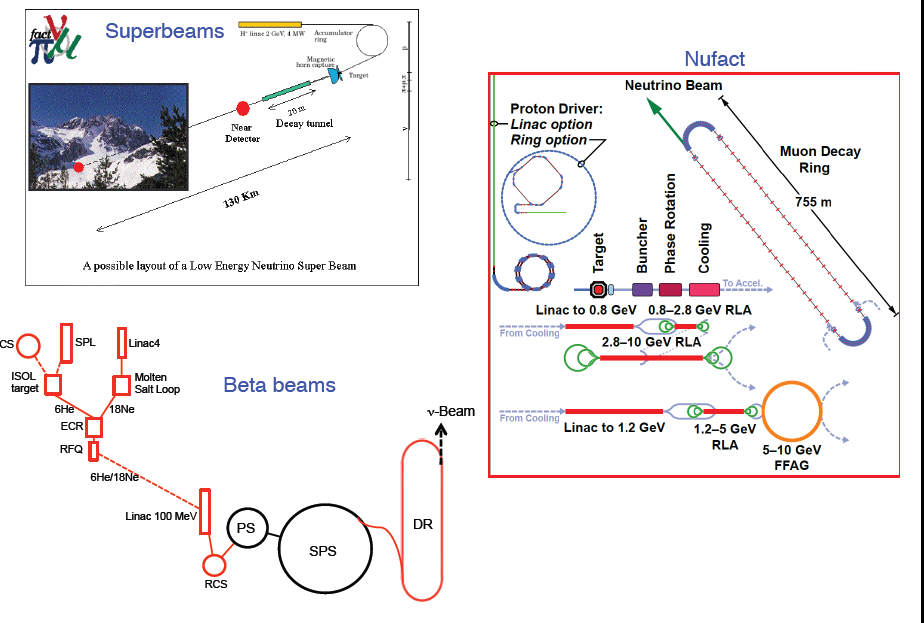 fact
πνμ
Superbeams
H⁻ linac 2 GeV, 4 MW
Accumulator
ring
Magnetic
horn capture
Target
20 m
Decay tunnel
Near
Detector
130 Km
A possible layout of a Low Energy Neutrino Super Beam
Nufact
Neutrino Beam
Proton Driver:
Linac option
Ring option
Muon Decay
Ring
755 m
Target
Buncher
Phase Rotation
Cooling
To Accel.
Linac to 0.8 GeV
0.8–2.8 GeV RLA
From Cooling
2.8–10 GeV RLA
From Cooling
Linac to 1.2 GeV
1.2–5 GeV
RLA
5–10 GeV
FFAG
Beta beams
CS
SPL
Linac4
ISOL
target
Molten
Salt Loop
6He
18Ne
ECR
RFQ
6He/18Ne
Linac 100 MeV
RCS
PS
SPS
DR
ν-Beam